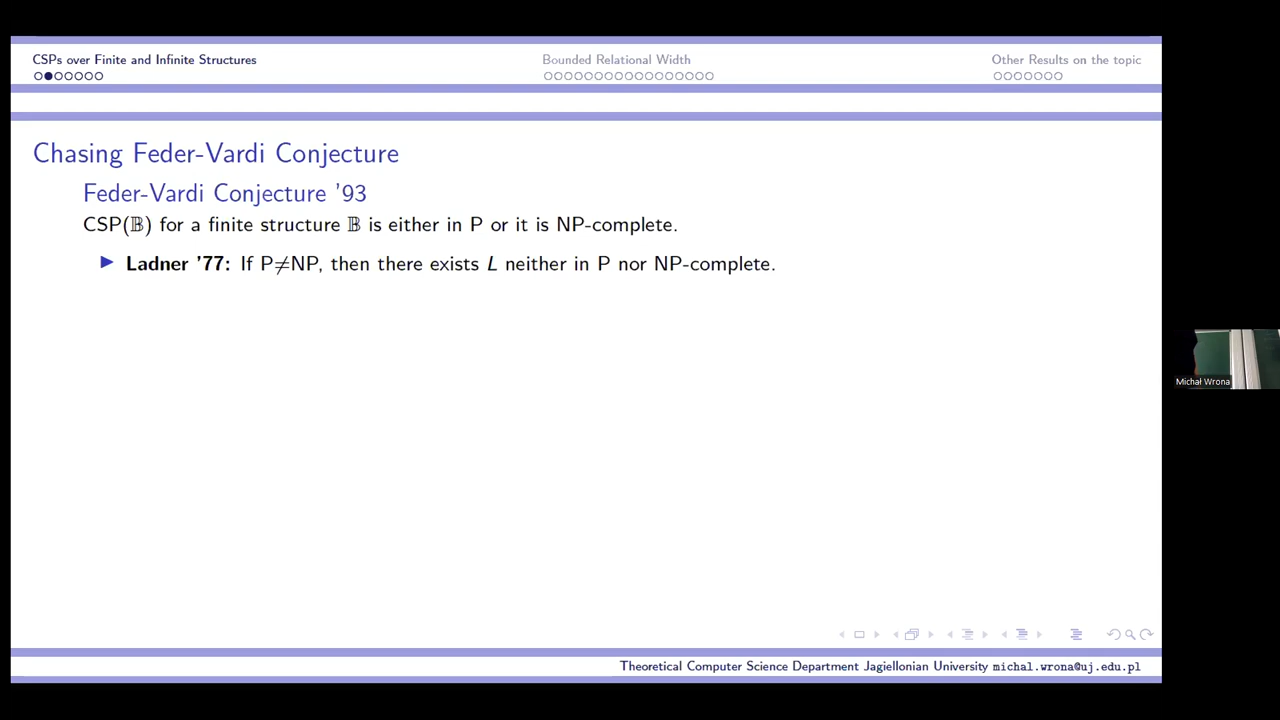 CSPs over Finite and Infinite Structures
Bounded Relational Width
Other Results on the topic
Chasing Feder-Vardi Conjecture
Feder-Vardi Conjecture '93
CSP(𝔹) for a finite structure 𝔹 is either in P or it is NP-complete.
Ladner '77: If P≠NP, then there exists L neither in P nor NP-complete.
Michał Wrona
Theoretical Computer Science Department Jagiellonian University michal.wrona@uj.edu.pl